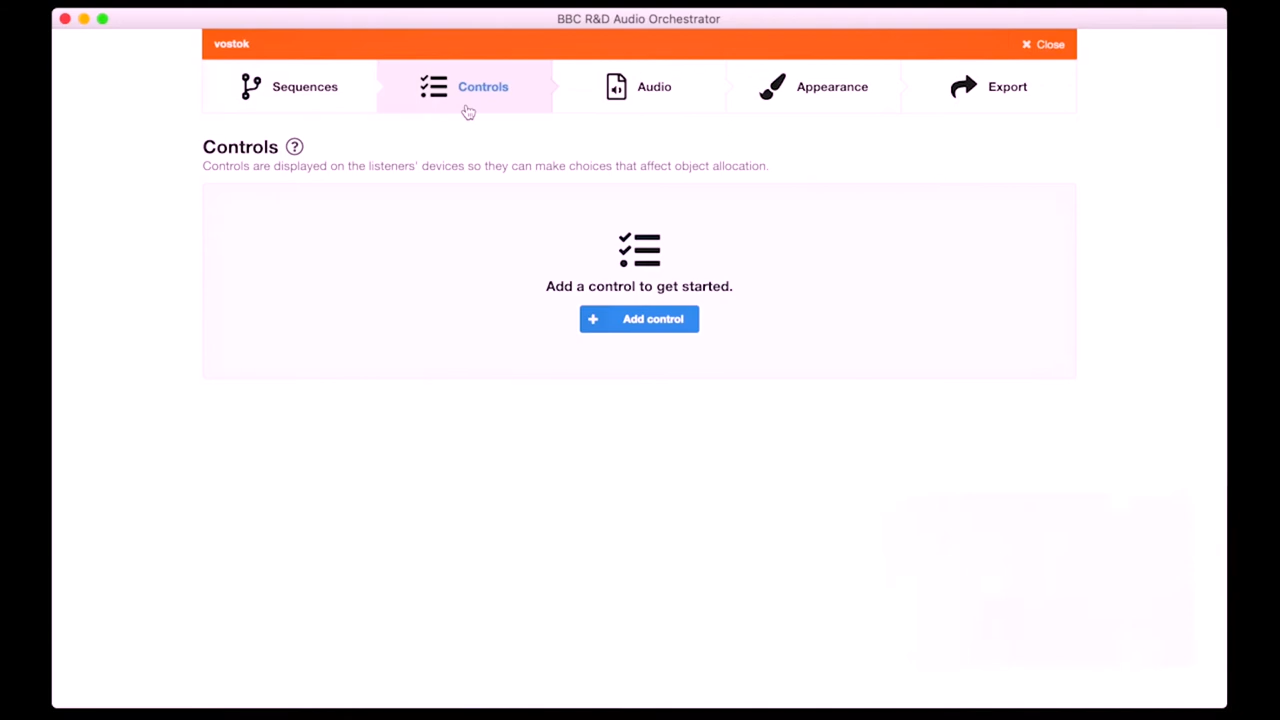 BBC R&D Audio Orchestrator
vostok
Close
Sequences
Controls
Audio
Appearance
Export
Controls ?
Controls are displayed on the listeners' devices so they can make choices that affect object allocation.
Add a control to get started.
+ Add control